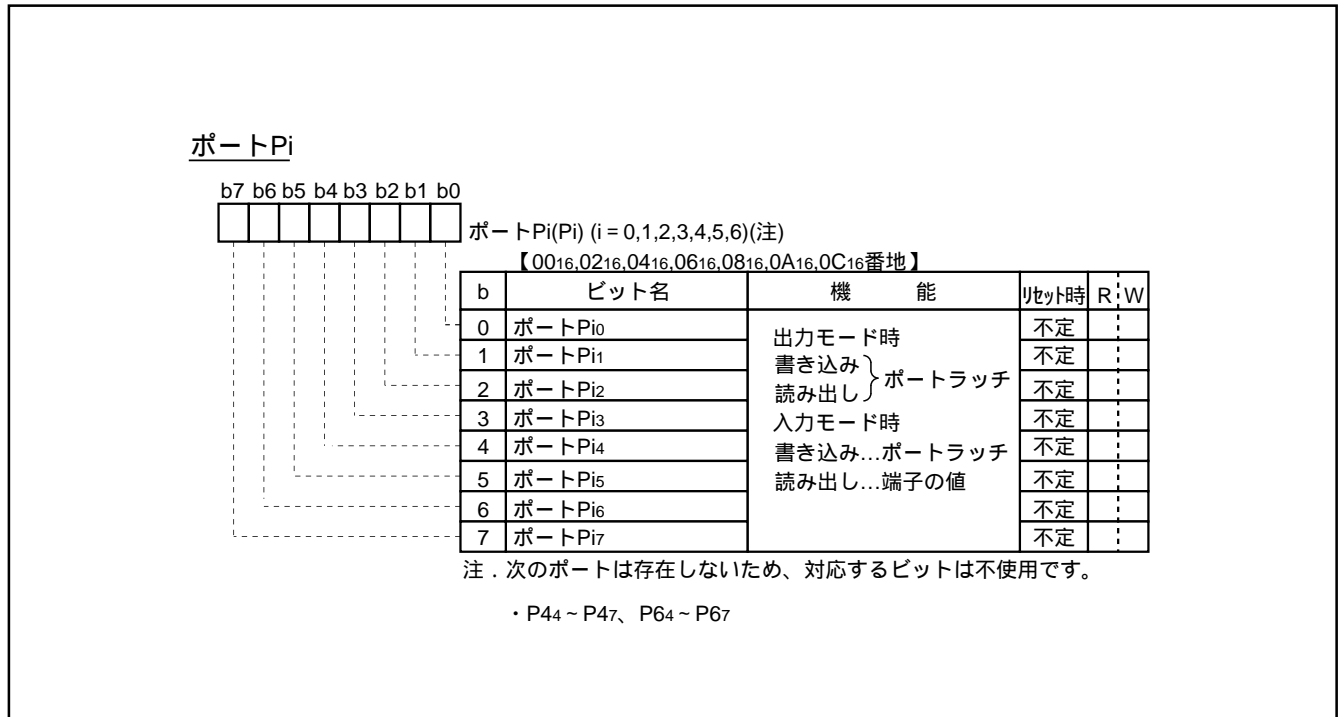 ポートPi
b7 b6 b5 b4 b3 b2 b1 b0
ポートPi(Pi) (i = 0,1,2,3,4,5,6)(注)
【0016,0216,0416,0616,0816,0A16,0C16番地】
b ビット名 機 能 リセット時 R W
0 ポートPi0 不定
1 ポートPi1 不定
2 ポートPi2 不定
3 ポートPi3 不定
4 ポートPi4 不定
5 ポートPi5 不定
6 ポートPi6 不定
7 ポートPi7 不定
出力モード時
書き込み
読み出し
ポートラッチ
入力モード時
書き込み…ポートラッチ
読み出し…端子の値
注．次のポートは存在しないため、対応するビットは不使用です。
・P44～P47、P64～P67